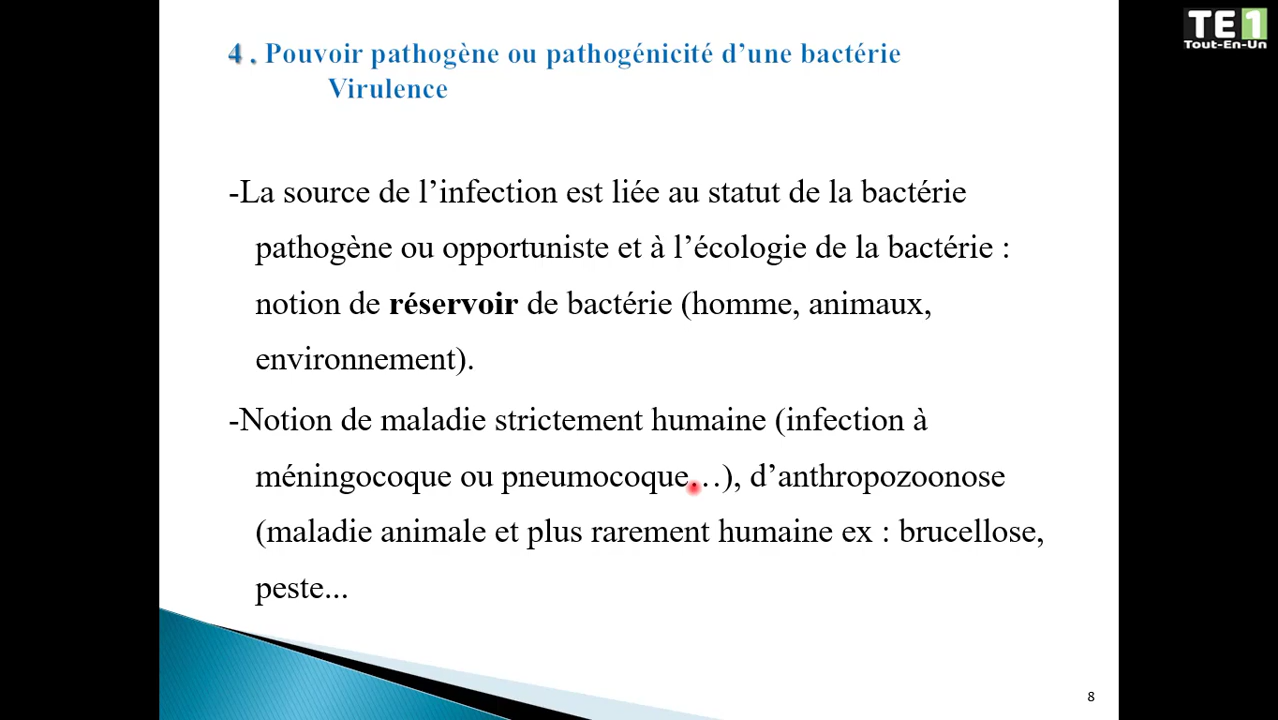 TE1
Tout-En-Un
4 . Pouvoir pathogène ou pathogénicité d’une bactérie
Virulence
-La source de l’infection est liée au statut de la bactérie
pathogène ou opportuniste et à l’écologie de la bactérie :
notion de réservoir de bactérie (homme, animaux,
environnement).
-Notion de maladie strictement humaine (infection à
méningocoque ou pneumocoque…), d’anthropozoonose
(maladie animale et plus rarement humaine ex : brucellose,
peste...
8